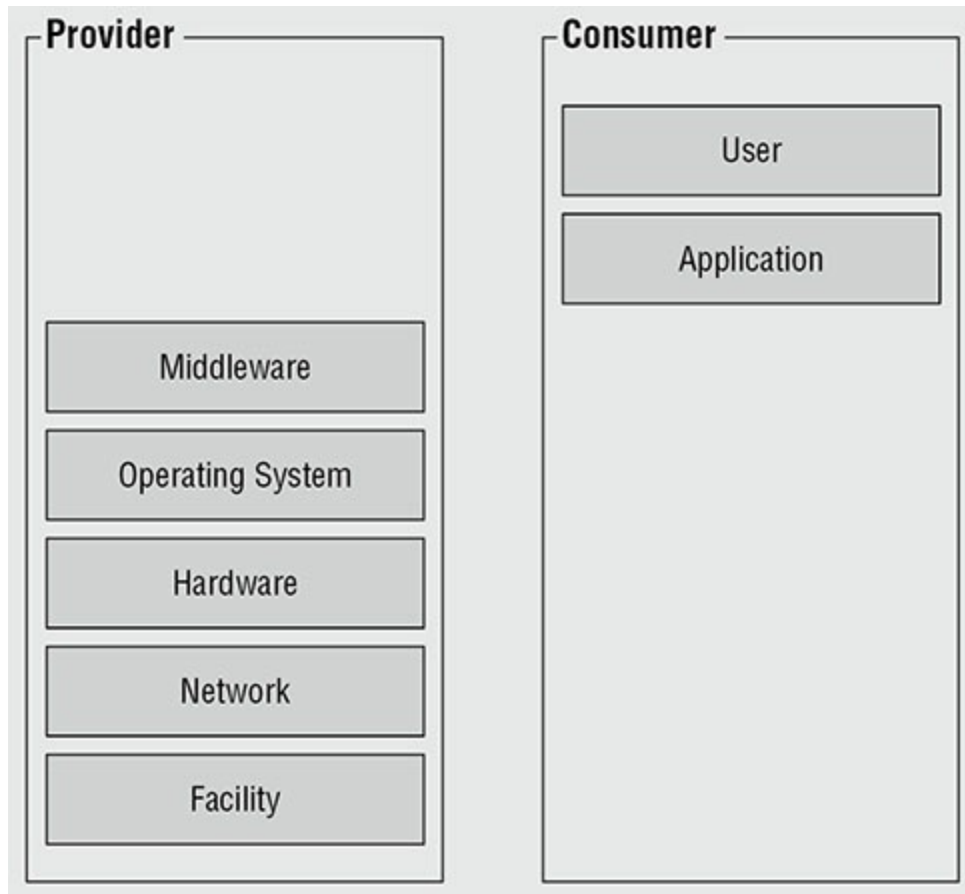 Provider
Middleware
Operating System
Hardware
Network
Facility
Consumer
User
Application